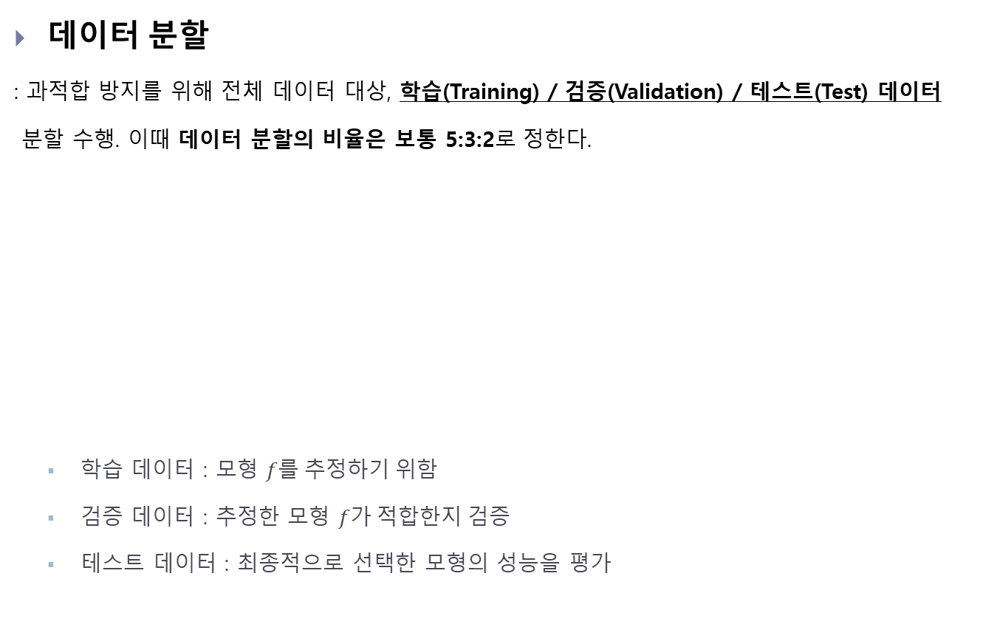 데이터 분할
: 과적합 방지를 위해 전체 데이터 대상, 학습(Training) / 검증(Validation) / 테스트(Test) 데이터
분할 수행. 이때 데이터 분할의 비율은 보통 5:3:2로 정한다.
학습 데이터 : 모형 f를 추정하기 위함
검증 데이터 : 추정한 모형 f가 적합한지 검증
테스트 데이터 : 최종적으로 선택한 모형의 성능을 평가